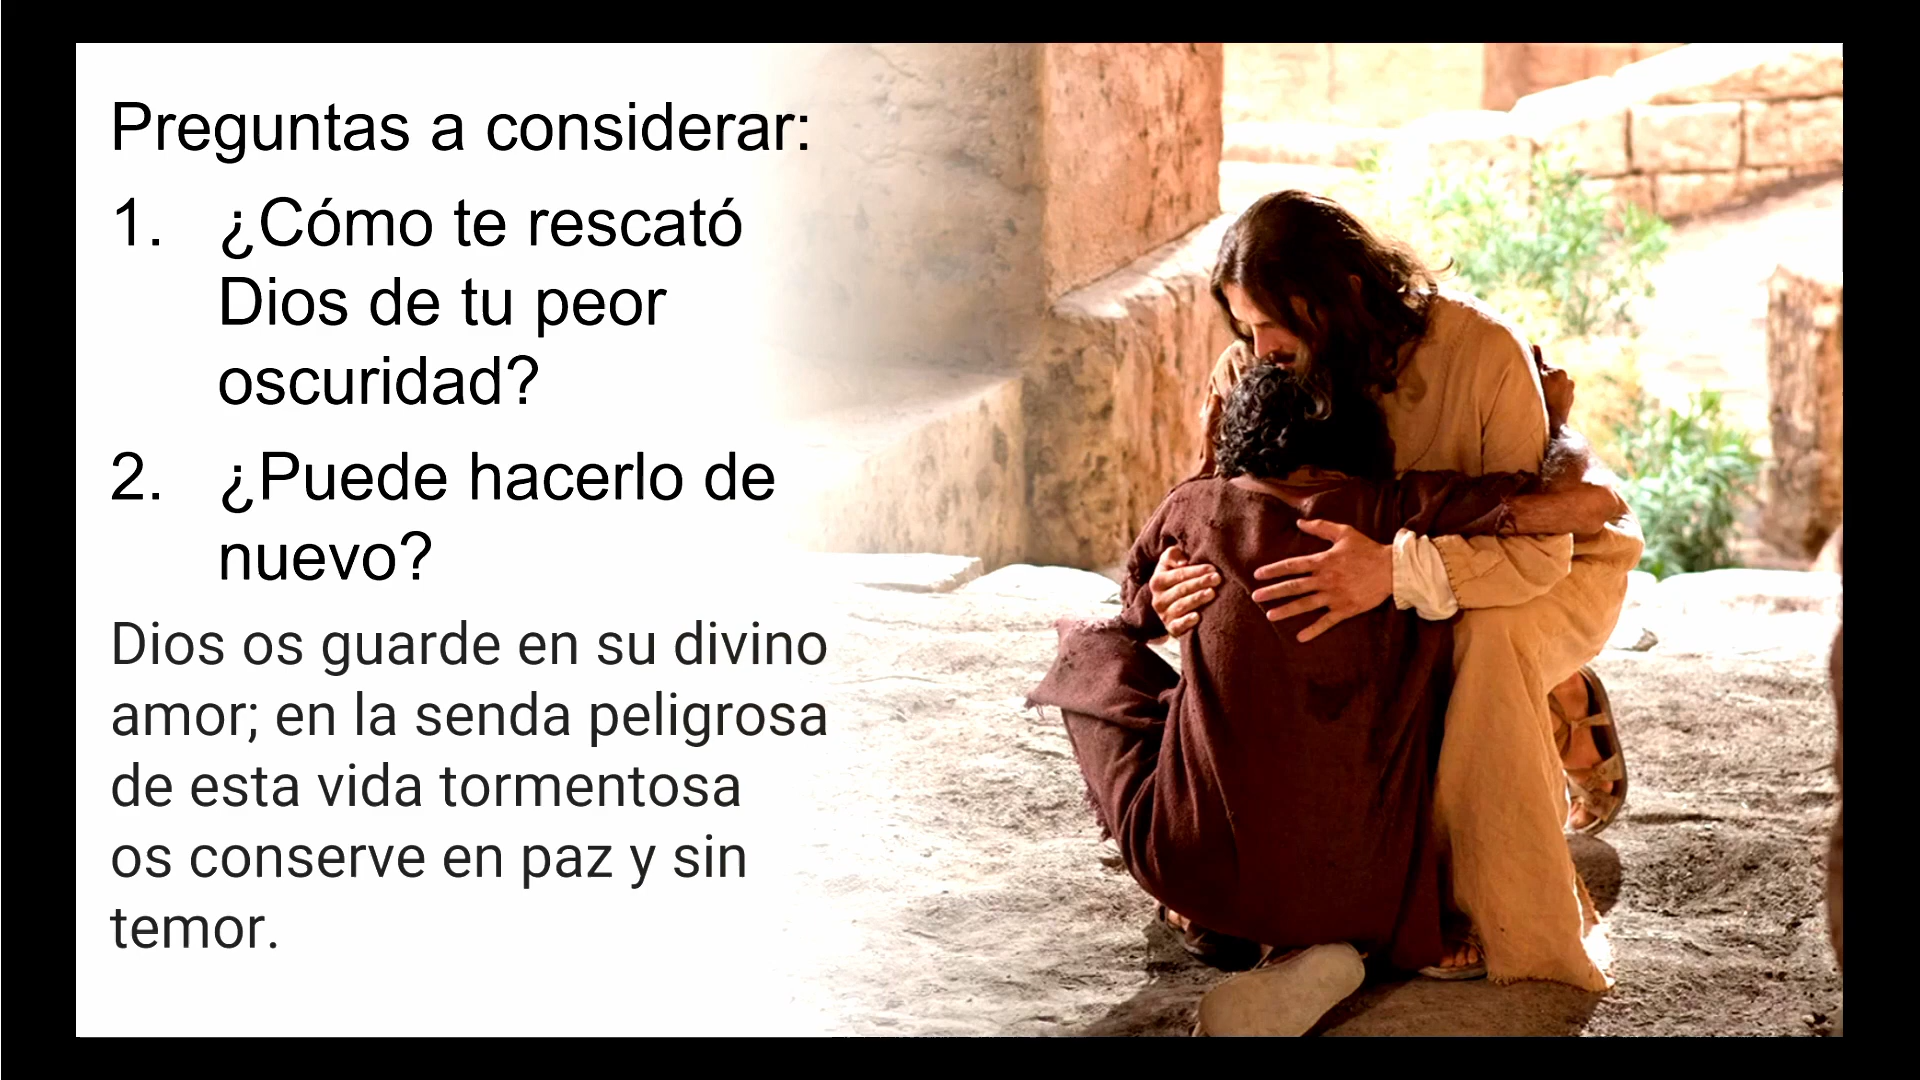 Preguntas a considerar:
1. ¿Cómo te rescató
Dios de tu peor
oscuridad?
2. ¿Puede hacerlo de
nuevo?
Dios os guarde en su divino
amor; en la senda peligrosa
de esta vida tormentosa
os conserve en paz y sin
temor.